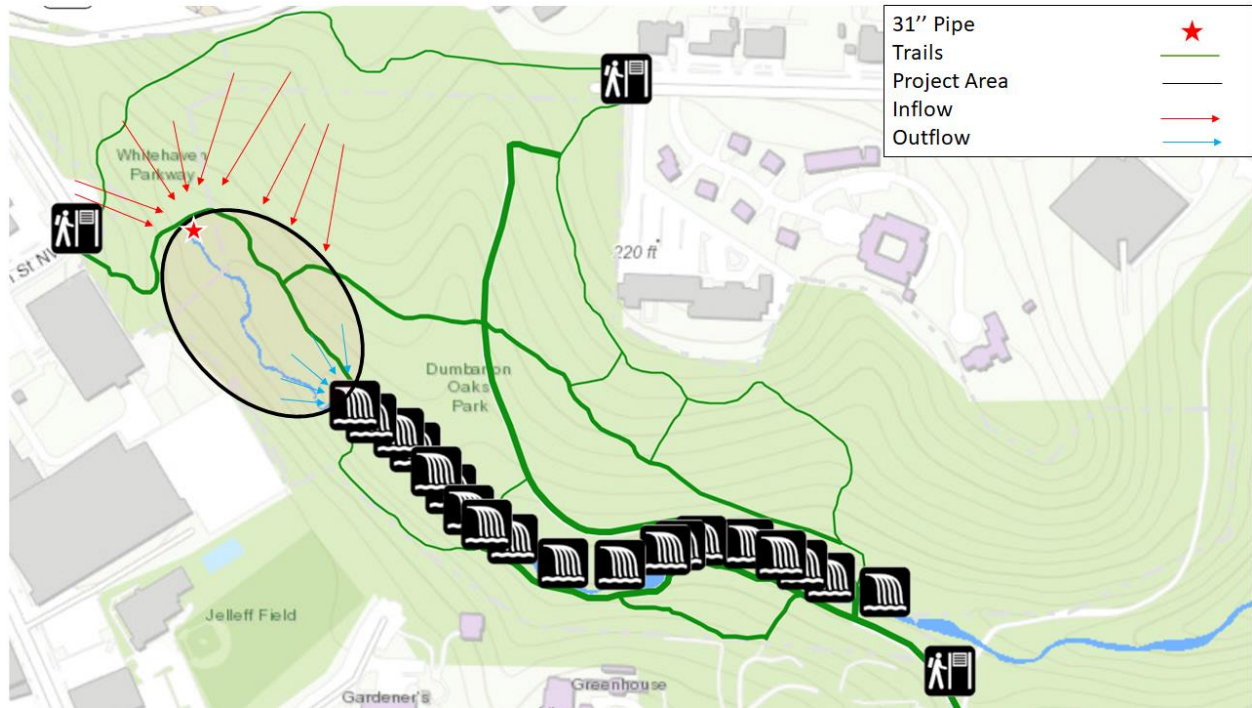 31’’ Pipe
Trails
Project Area
Inflow
Outflow
Whitehaven
Parkway
St NW
220 ft
Dumbarton
Oaks
Park
Jelleff Field
Gardener's
Greenhouse